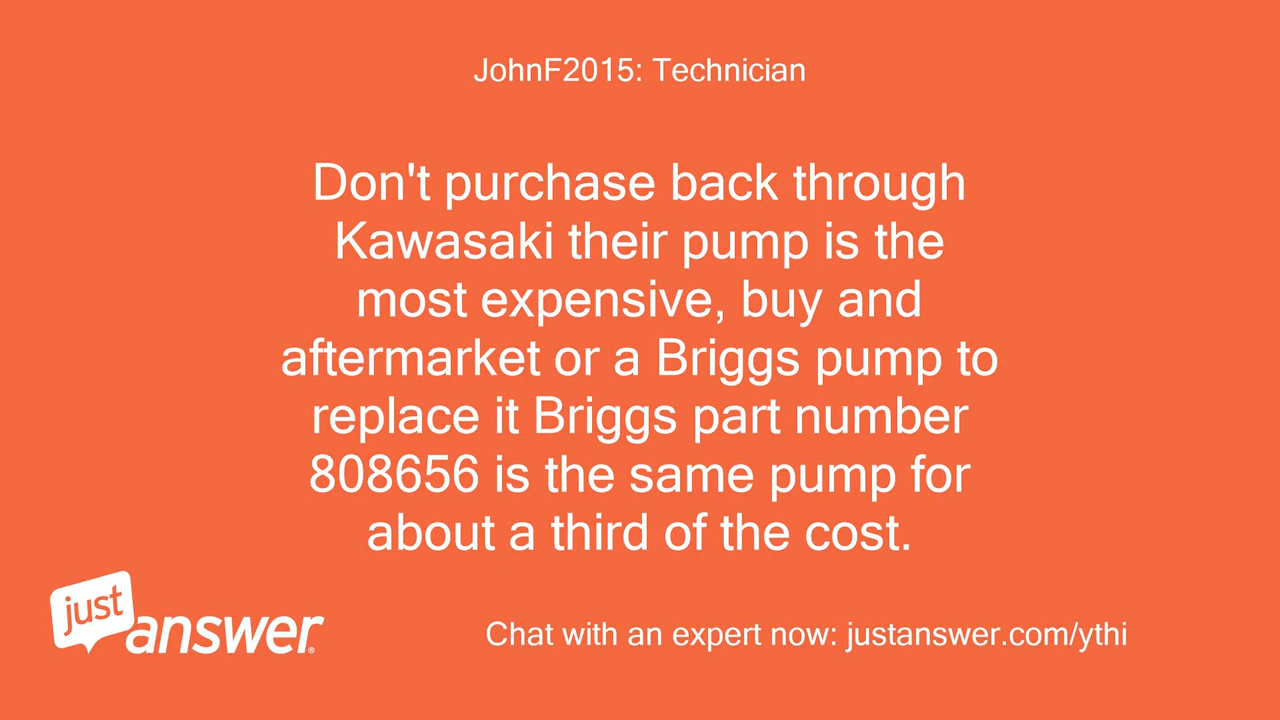 JohnF2015: Technician
Don't purchase back through
Kawasaki their pump is the
most expensive, buy and
aftermarket or a Briggs pump to
replace it Briggs part number
808656 is the same pump for
about a third of the cost.
just
answer®
Chat with an expert now: justanswer.com/ythi